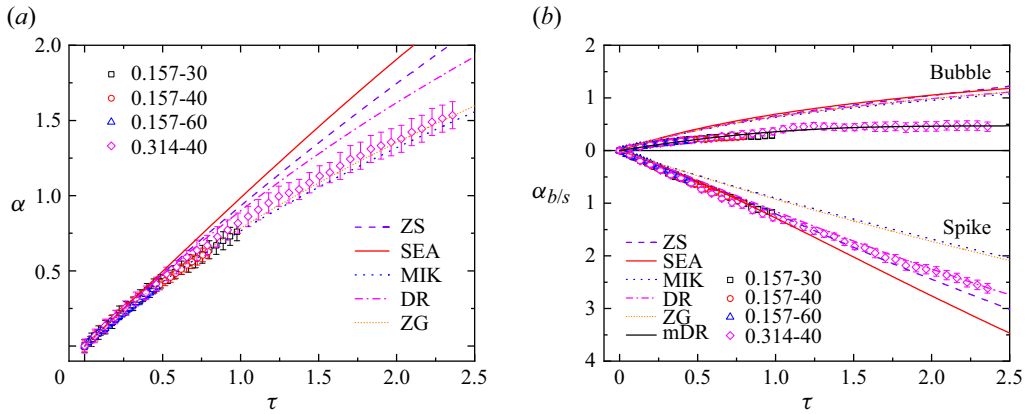 (a)
2.0
1.5
1.0
0.5
0
α
0.157-30
0.157-40
0.157-60
0.314-40
ZS
SEA
MIK
DR
ZG
0 0.5 1.0 1.5 2.0 2.5
τ
(b)
2
1
0
1
2
3
4
α_{b/s}
Bubble
Spike
ZS
SEA
MIK
DR
ZG
mDR
0.157-30
0.157-40
0.157-60
0.314-40
0 0.5 1.0 1.5 2.0 2.5
τ